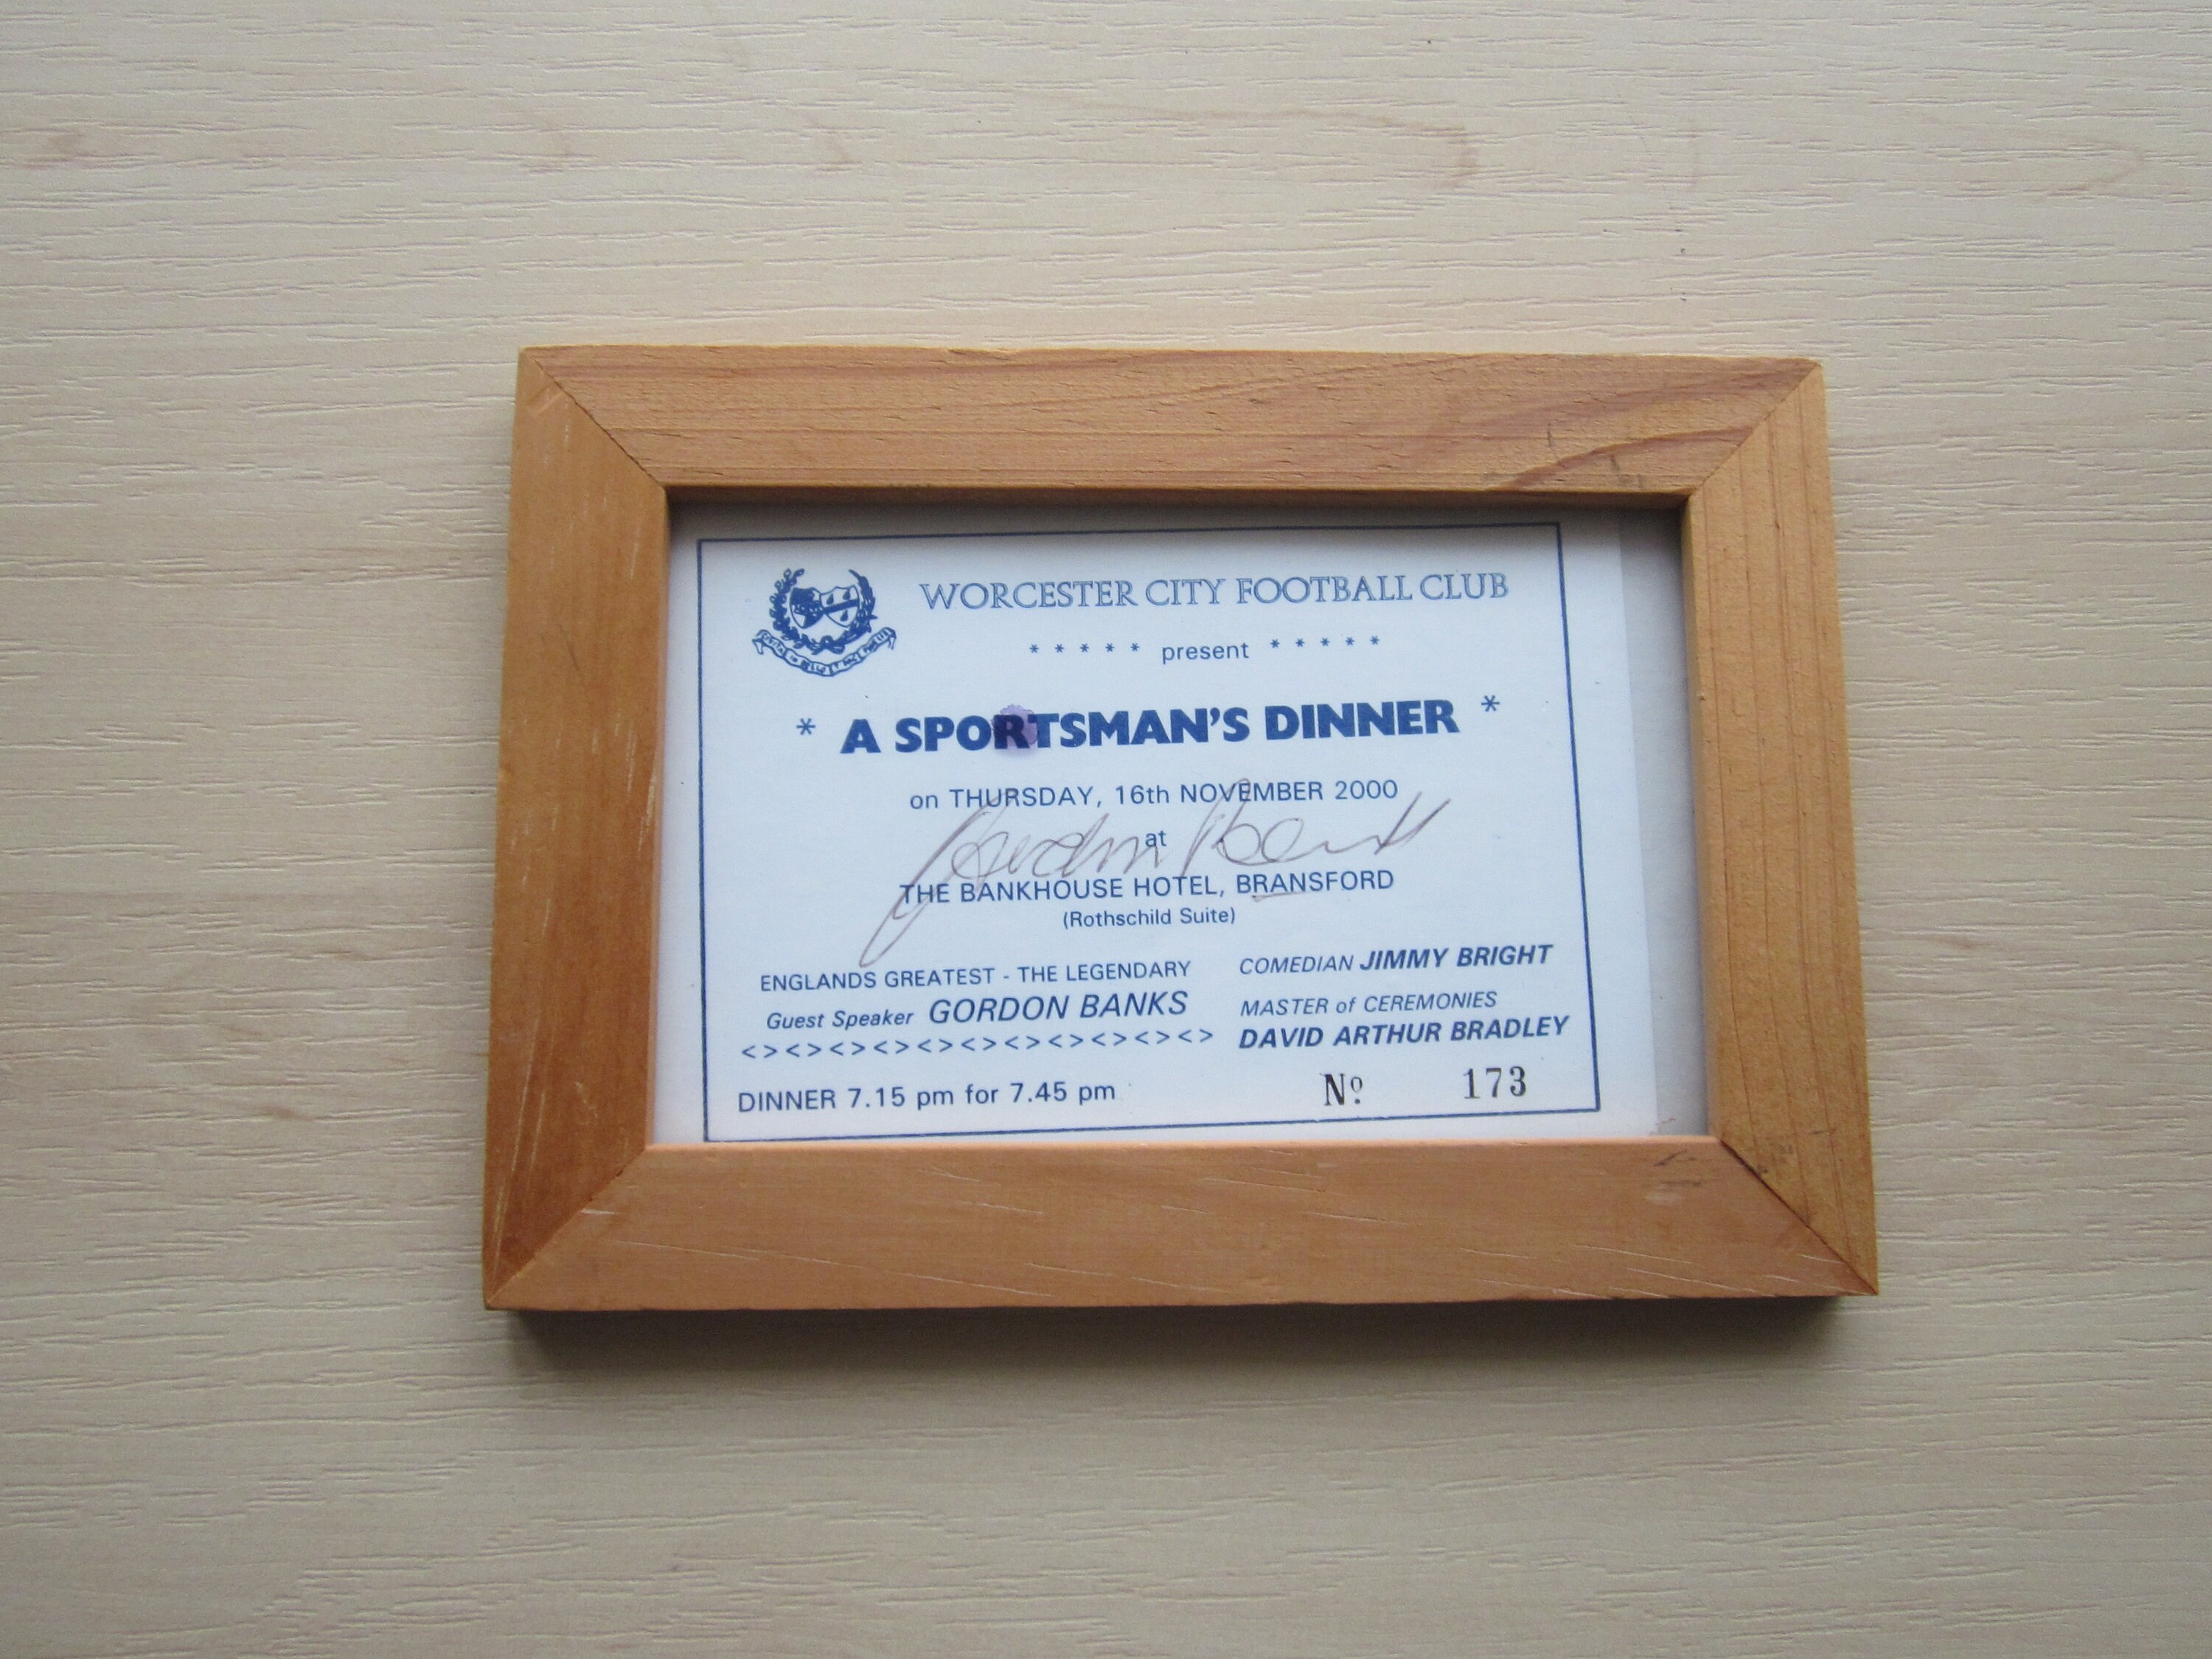 WORCESTER CITY FOOTBALL CLUB
* * * * * present * * * * *
* A SPORTSMAN'S DINNER *
on THURSDAY, 16th NOVEMBER 2000
at
Gordon Banks
THE BANKHOUSE HOTEL, BRANSFORD
(Rothschild Suite)
ENGLANDS GREATEST - THE LEGENDARY
Guest Speaker GORDON BANKS
<><><><><><><><><><><>
COMEDIAN JIMMY BRIGHT
MASTER of CEREMONIES
DAVID ARTHUR BRADLEY
DINNER 7.15 pm for 7.45 pm
Nº 173